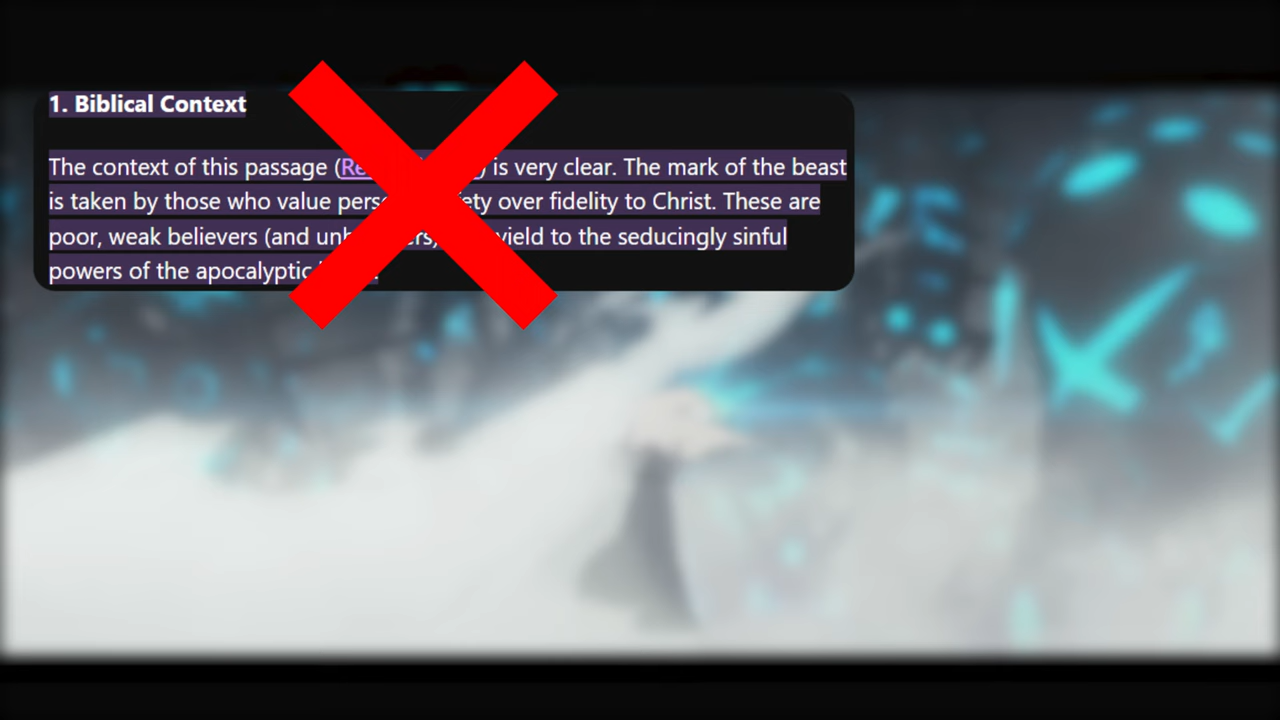 1. Biblical Context
The context of this passage ( is very clear. The mark of the beast
is taken by those who value over fidelity to Christ. These are
poor, weak believers (and to the seducingly sinful
powers of the apocalyptic